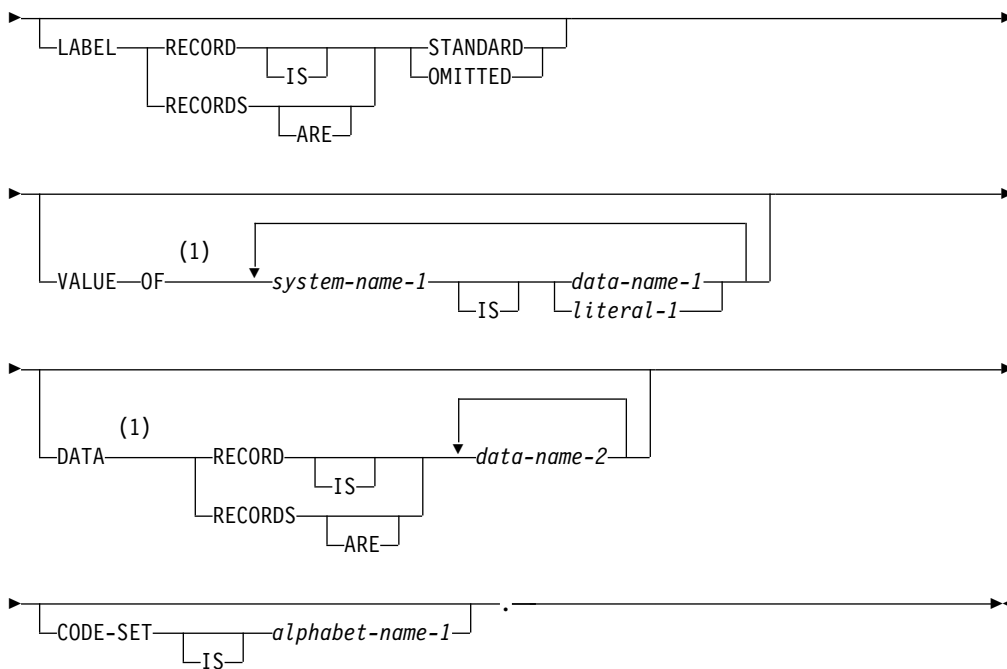 LABEL RECORD STANDARD
IS OMITTED
RECORDS
ARE
(1)
VALUE OF system-name-1 data-name-1
IS literal-1
(1)
DATA RECORD data-name-2
IS
RECORDS
ARE
.
CODE-SET alphabet-name-1
IS